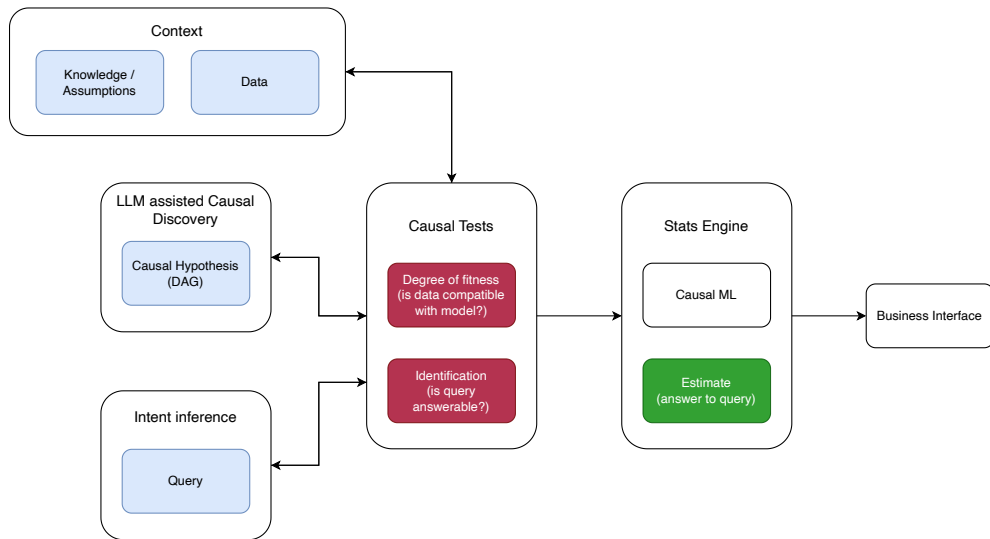 Context
Knowledge /
Assumptions
Data
LLM assisted Causal
Discovery
Causal Hypothesis
(DAG)
Intent inference
Query
Causal Tests
Degree of fitness
(is data compatible
with model?)
Identification
(is query
answerable?)
Stats Engine
Causal ML
Estimate
(answer to query)
Business Interface